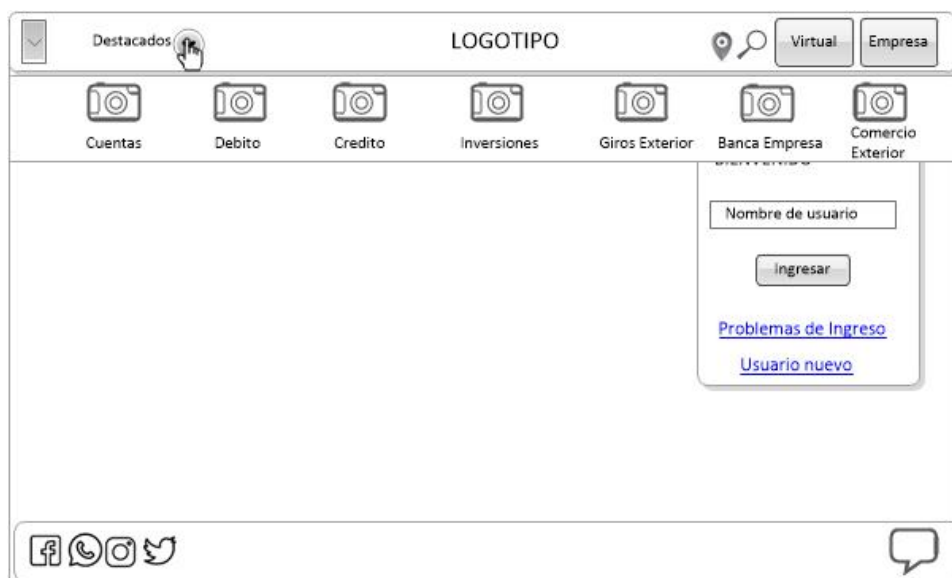 Destacados
LOGOTIPO
Virtual
Empresa
Cuentas
Debito
Credito
Inversiones
Giros Exterior
Banca Empresa
Comercio
Exterior
BIENVENIDO
Nombre de usuario
Ingresar
Problemas de Ingreso
Usuario nuevo